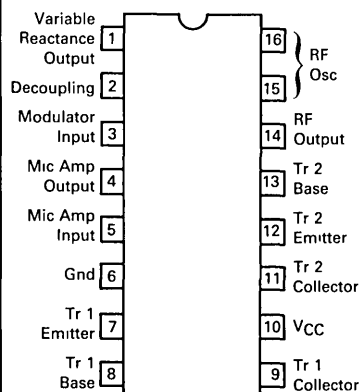 Variable
Reactance
Output
1
Decoupling
2
Modulator
Input
3
Mic Amp
Output
4
Mic Amp
Input
5
Gnd
6
Tr 1
Emitter
7
Tr 1
Base
8
16
15
RF
Osc
14
RF
Output
13
Tr 2
Base
12
Tr 2
Emitter
11
Tr 2
Collector
10
VCC
9
Tr 1
Collector